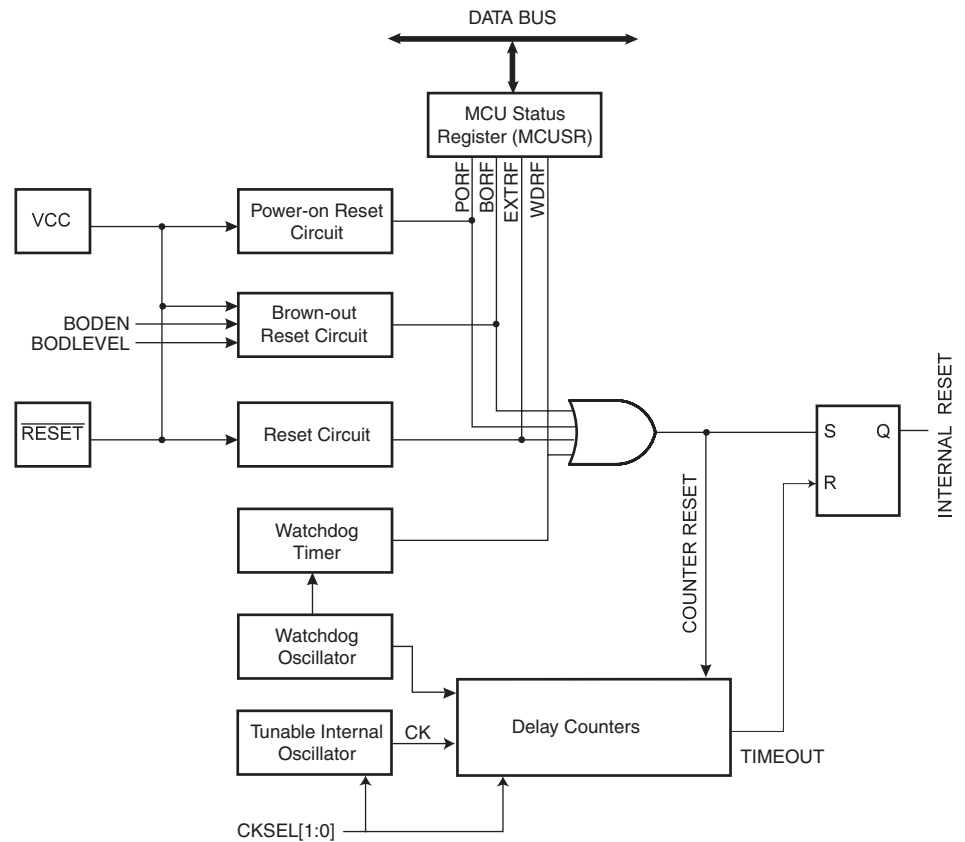 DATA BUS
MCU Status
Register (MCUSR)
PORF
BORF
EXTRF
WDRF
VCC
Power-on Reset
Circuit
BODEN
BODLEVEL
Brown-out
Reset Circuit
RESET
Reset Circuit
S
Q
R
INTERNAL RESET
Watchdog
Timer
COUNTER RESET
Watchdog
Oscillator
Tunable Internal
Oscillator
CK
Delay Counters
TIMEOUT
CKSEL[1:0]